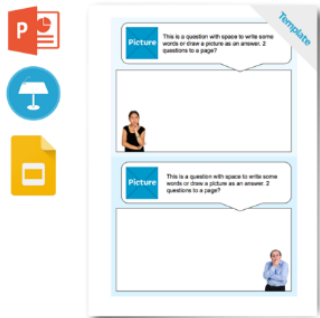 P
Template
Picture
This is a question with space to write some
words or draw a picture as an answer. 2
questions to a page?
Picture
This is a question with space to write some
words or draw a picture as an answer. 2
questions to a page?